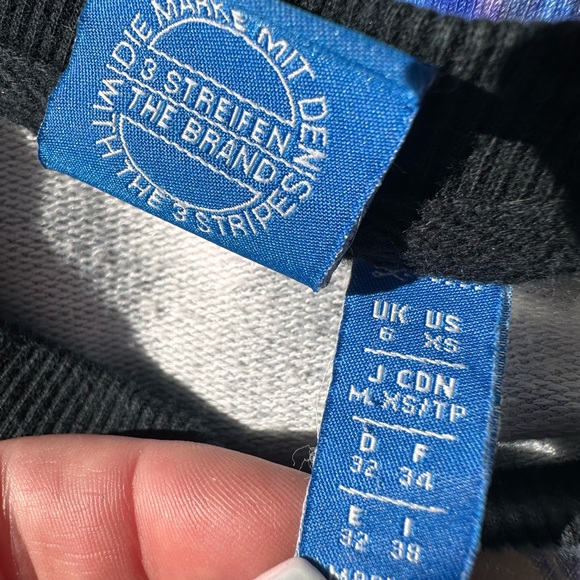 DIE MARKE MIT DEN
3 STREIFEN
THE BRAND
WITH THE 3 STRIPES
UK US
6 XS
J CDN
M XS/TP
D F
32 34
E I
32 38